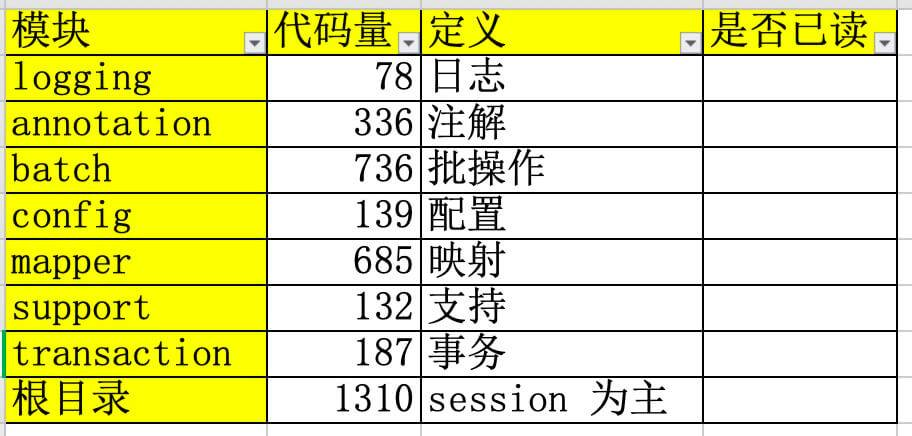 模块 代码量 定义 是否已读
logging 78 日志
annotation 336 注解
batch 736 批操作
config 139 配置
mapper 685 映射
support 132 支持
transaction 187 事务
根目录 1310 session 为主